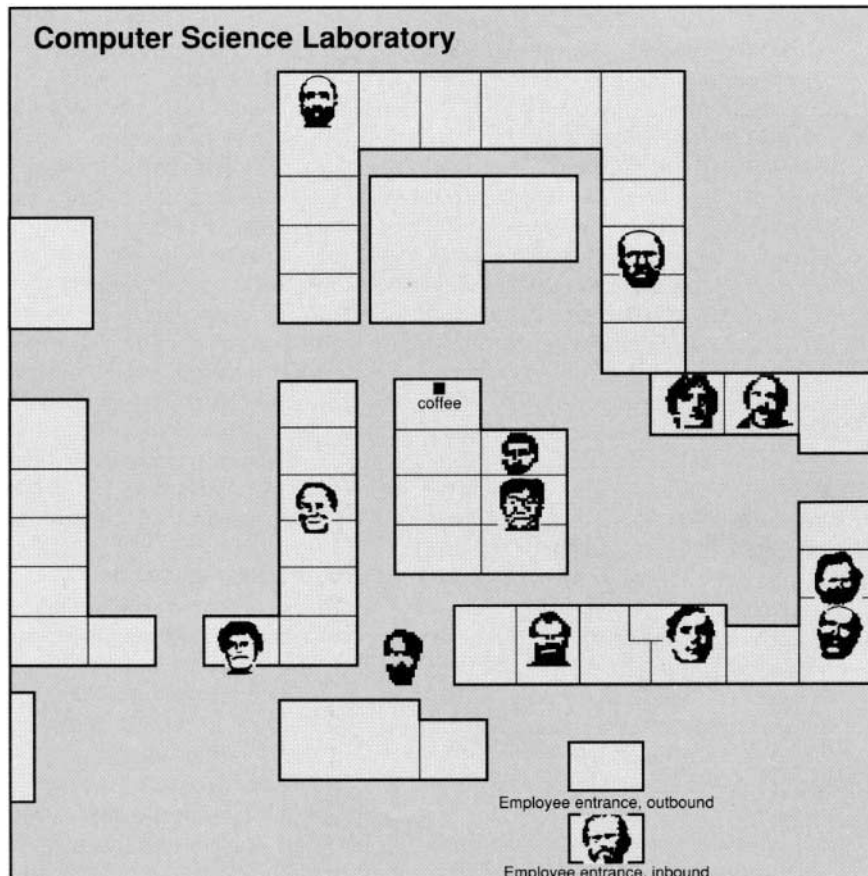 Computer Science Laboratory
coffee
Employee entrance, outbound
Employee entrance, inbound